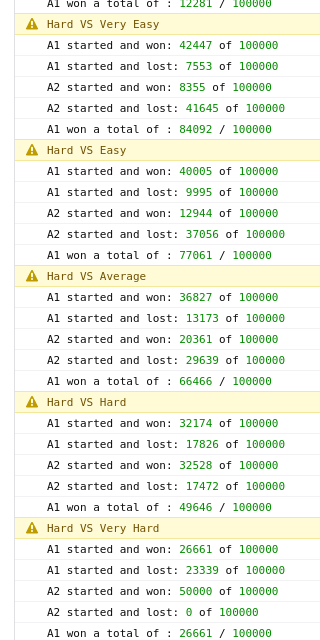 A1 won a total of : 12281 / 100000
Hard VS Very Easy
A1 started and won: 42447 of 100000
A1 started and lost: 7553 of 100000
A2 started and won: 8355 of 100000
A2 started and lost: 41645 of 100000
A1 won a total of : 84092 / 100000
Hard VS Easy
A1 started and won: 40005 of 100000
A1 started and lost: 9995 of 100000
A2 started and won: 12944 of 100000
A2 started and lost: 37056 of 100000
A1 won a total of : 77061 / 100000
Hard VS Average
A1 started and won: 36827 of 100000
A1 started and lost: 13173 of 100000
A2 started and won: 20361 of 100000
A2 started and lost: 29639 of 100000
A1 won a total of : 66466 / 100000
Hard VS Hard
A1 started and won: 32174 of 100000
A1 started and lost: 17826 of 100000
A2 started and won: 32528 of 100000
A2 started and lost: 17472 of 100000
A1 won a total of : 49646 / 100000
Hard VS Very Hard
A1 started and won: 26661 of 100000
A1 started and lost: 23339 of 100000
A2 started and won: 50000 of 100000
A2 started and lost: 0 of 100000
A1 won a total of : 26661 / 100000